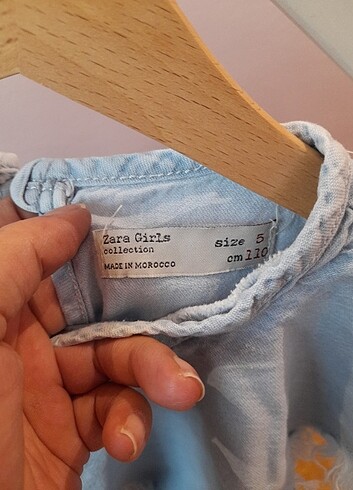 Zara Girls size 5
collection cm 110
MADE IN MOROCCO